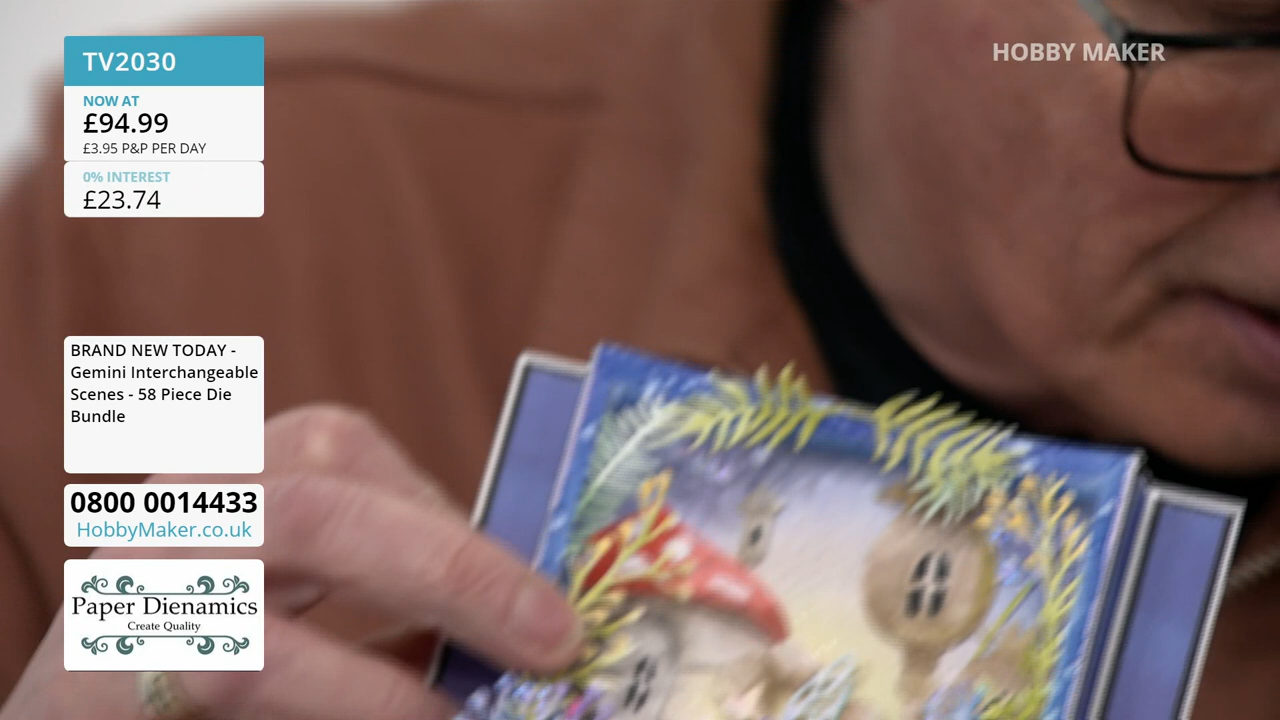 TV2030
NOW AT
£94.99
£3.95 P&P PER DAY
0% INTEREST
£23.74
BRAND NEW TODAY -
Gemini Interchangeable
Scenes - 58 Piece Die
Bundle
0800 0014433
HobbyMaker.co.uk
Paper Dienamics
Create Quality
HOBBY MAKER